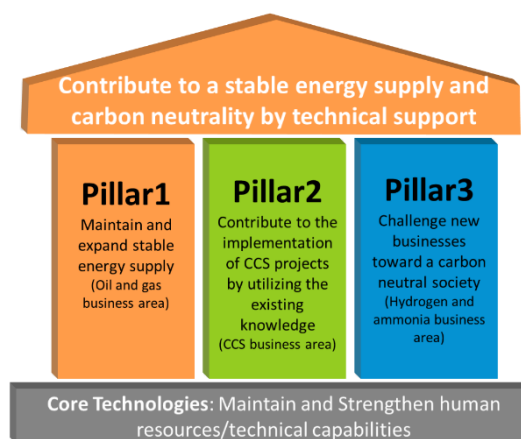 Contribute to a stable energy supply and
carbon neutrality by technical support
Pillar1
Maintain and
expand stable
energy supply
(Oil and gas
business area)
Pillar2
Contribute to the
implementation
of CCS projects
by utilizing the
existing
knowledge
(CCS business area)
Pillar3
Challenge new
businesses
toward a carbon
neutral society
(Hydrogen and
ammonia business
area)
Core Technologies: Maintain and Strengthen human
resources/technical capabilities